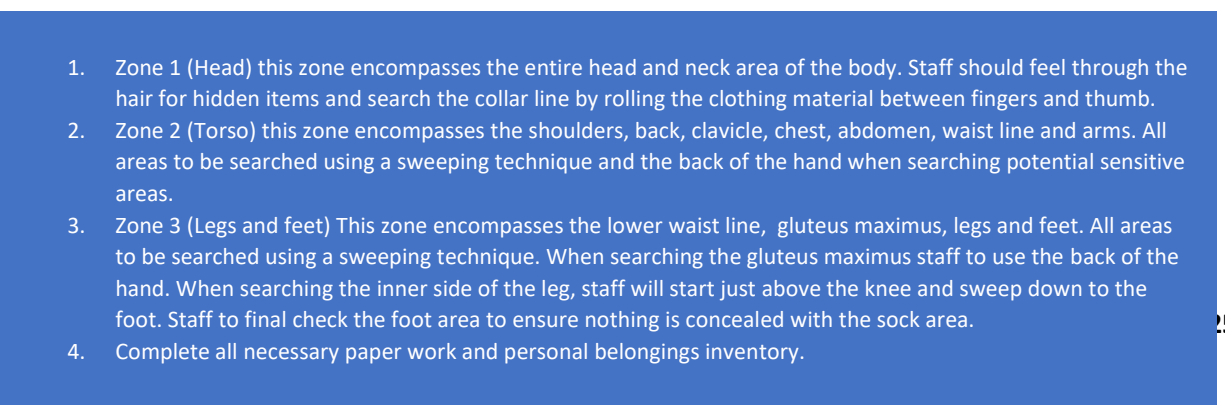 1. Zone 1 (Head) this zone encompasses the entire head and neck area of the body. Staff should feel through the
hair for hidden items and search the collar line by rolling the clothing material between fingers and thumb.
2. Zone 2 (Torso) this zone encompasses the shoulders, back, clavicle, chest, abdomen, waist line and arms. All
areas to be searched using a sweeping technique and the back of the hand when searching potential sensitive
areas.
3. Zone 3 (Legs and feet) This zone encompasses the lower waist line,  gluteus maximus, legs and feet. All areas
to be searched using a sweeping technique. When searching the gluteus maximus staff to use the back of the
hand. When searching the inner side of the leg, staff will start just above the knee and sweep down to the
foot. Staff to final check the foot area to ensure nothing is concealed with the sock area.
4. Complete all necessary paper work and personal belongings inventory.